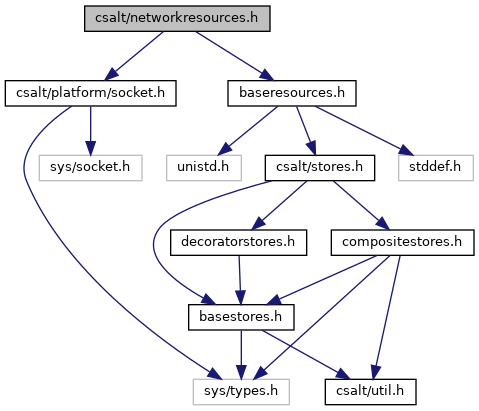 csalt/networkresources.h
csalt/platform/socket.h
baseresources.h
sys/socket.h
unistd.h
csalt/stores.h
stddef.h
decoratorstores.h
compositestores.h
basestores.h
sys/types.h
csalt/util.h